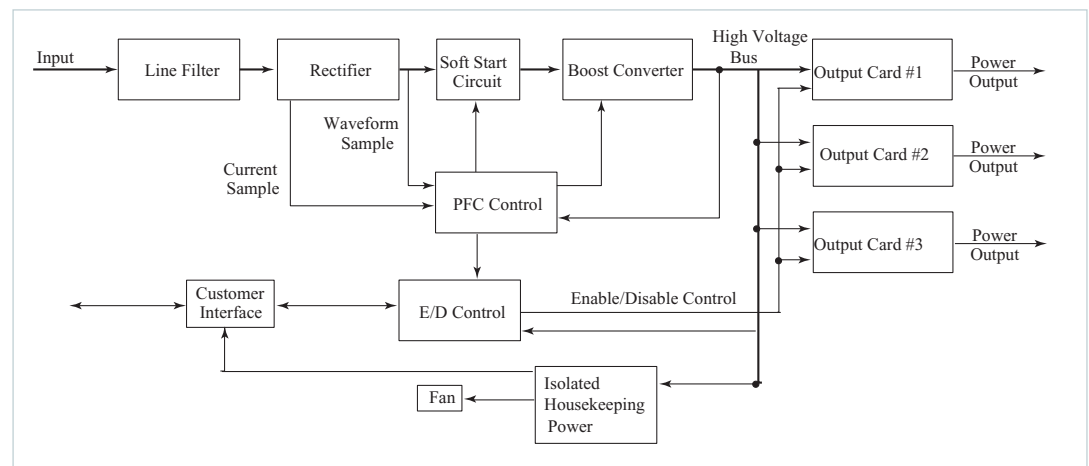 Input
Line Filter
Rectifier
Soft Start
Circuit
Boost Converter
High Voltage
Bus
Output Card #1
Power
Output
Waveform
Sample
Current
Sample
PFC Control
Output Card #2
Power
Output
Output Card #3
Power
Output
Customer
Interface
E/D Control
Enable/Disable Control
Fan
Isolated
Housekeeping
Power